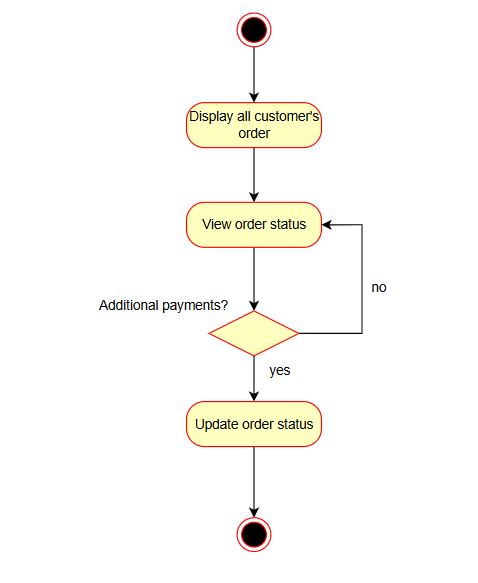 Display all customer's
order
View order status
no
Additional payments?
yes
Update order status